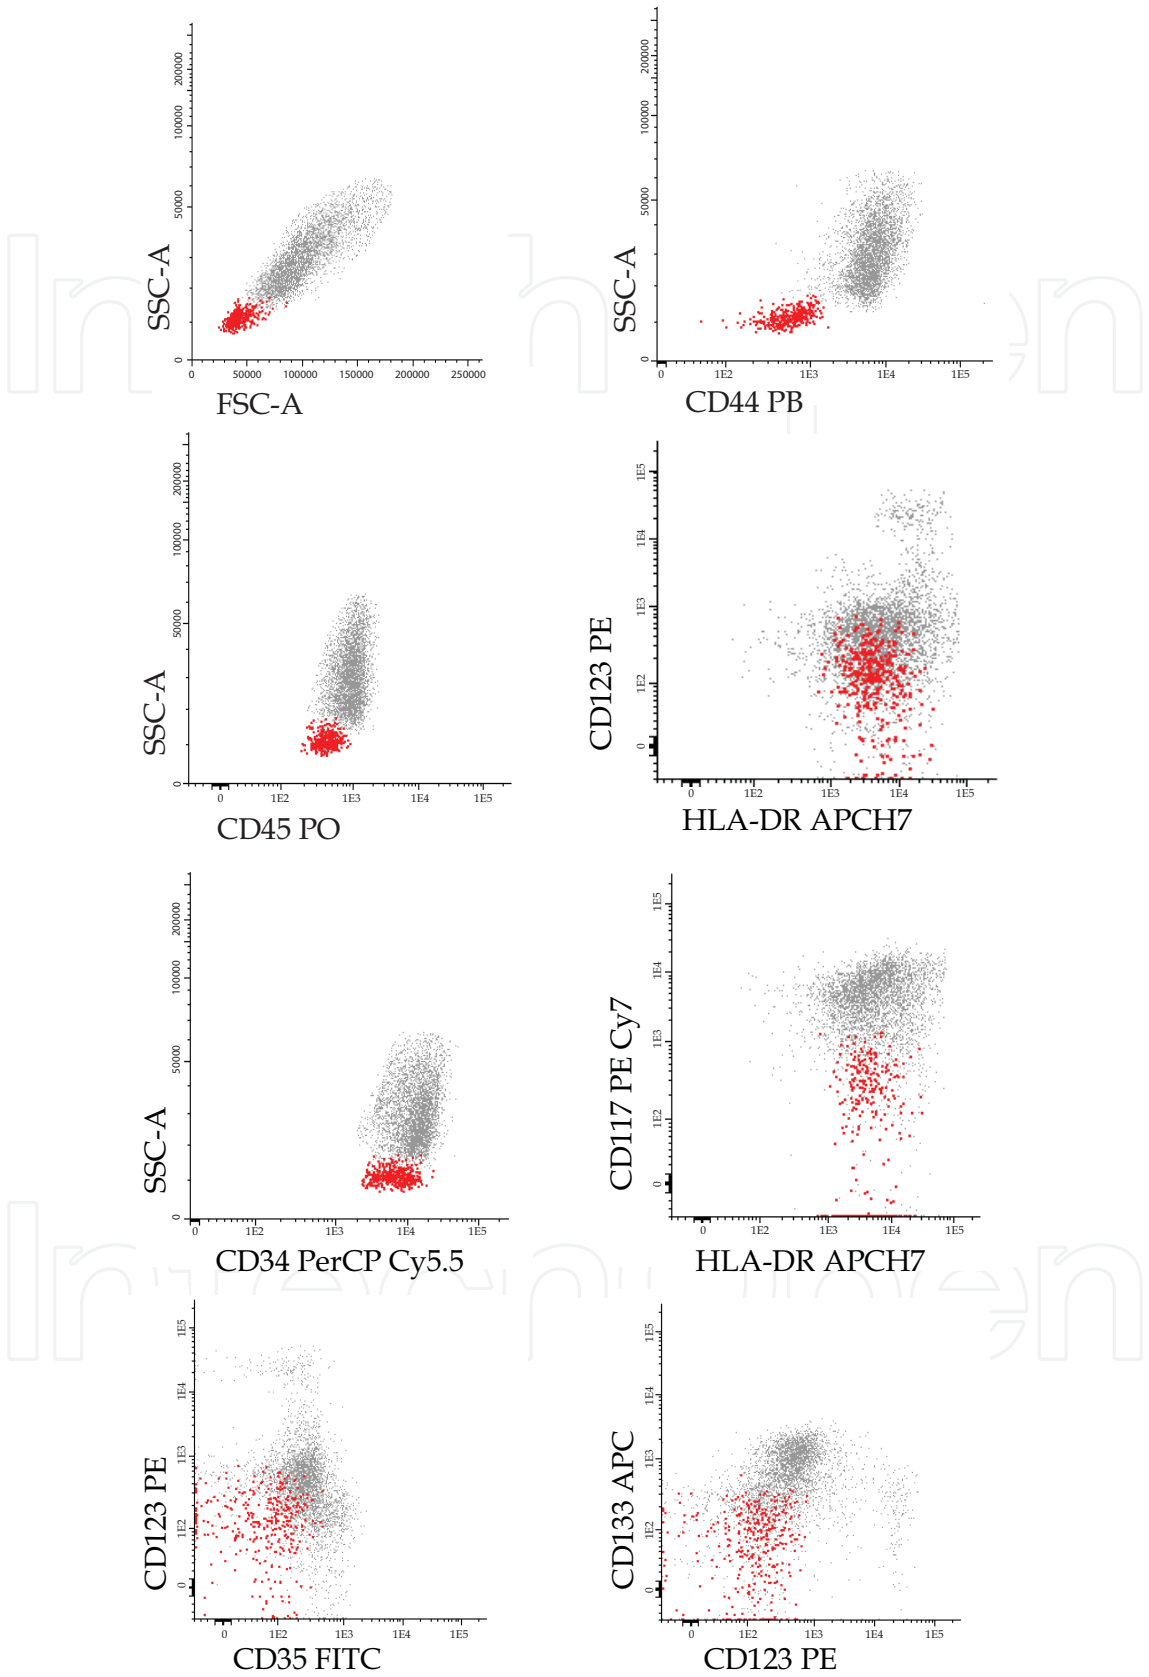 200000
100000
50000
0
SSC-A
0 50000 100000 150000 200000 250000
FSC-A
200000
100000
50000
0
SSC-A
0 1E2 1E3 1E4 1E5
CD44 PB
200000
100000
50000
0
SSC-A
0 1E2 1E3 1E4 1E5
CD45 PO
1E5
1E4
1E3
1E2
0
CD123 PE
0 1E2 1E3 1E4 1E5
HLA-DR APCH7
200000
100000
50000
0
SSC-A
0 1E2 1E3 1E4 1E5
CD34 PerCP Cy5.5
1E5
1E4
1E3
1E2
0
CD117 PE Cy7
0 1E2 1E3 1E4 1E5
HLA-DR APCH7
1E5
1E4
1E3
1E2
0
CD123 PE
0 1E2 1E3 1E4 1E5
CD35 FITC
1E5
1E4
1E3
1E2
0
CD133 APC
0 1E2 1E3 1E4 1E5
CD123 PE